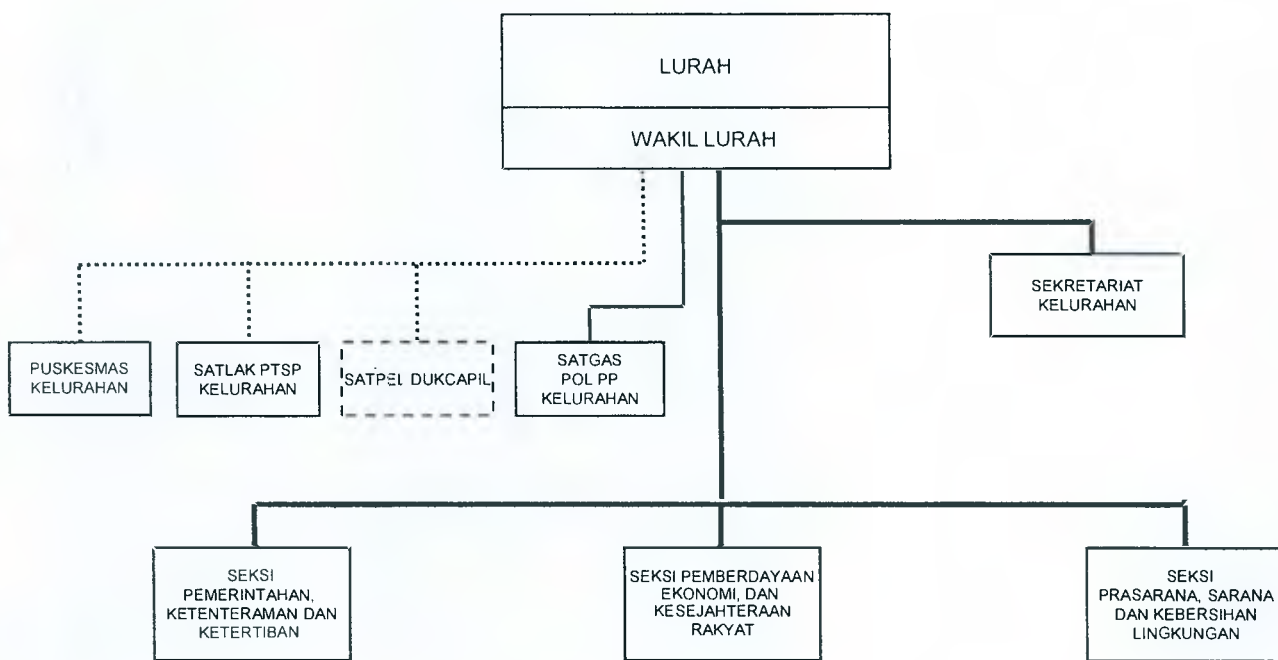 LURAH
WAKIL LURAH
SEKRETARIAT
KELURAHAN
PUSKESMAS
KELURAHAN
SATLAK PTSP
KELURAHAN
SATPEL DUKCAPIL
SATGAS
POL PP
KELURAHAN
SEKSI
PEMERINTAHAN,
KETENTERAMAN DAN
KETERTIBAN
SEKSI PEMBERDAYAAN
EKONOMI, DAN
KESEJAHTERAAN
RAKYAT
SEKSI
PRASARANA, SARANA
DAN KEBERSIHAN
LINGKUNGAN